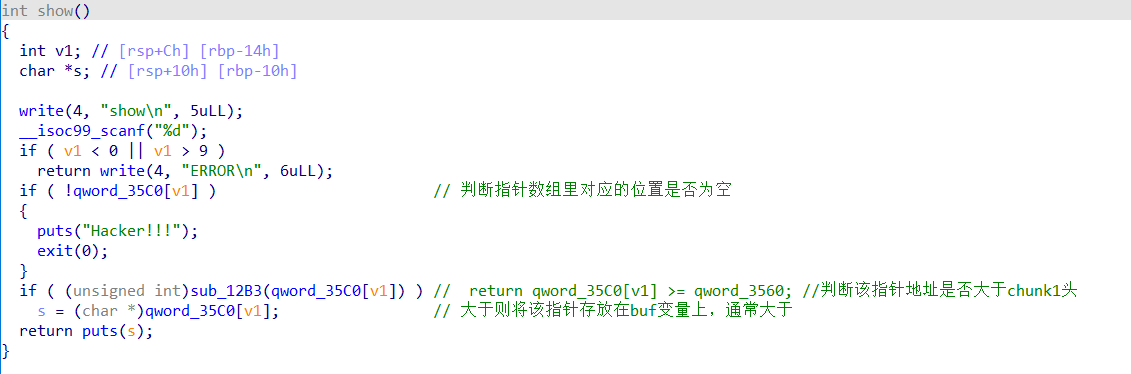 int show()
{
  int v1; // [rsp+Ch] [rbp-14h]
  char *s; // [rsp+10h] [rbp-10h]

  write(4, "show\n", 5uLL);
  __isoc99_scanf("%d");
  if ( v1 < 0 || v1 > 9 )
    return write(4, "ERROR\n", 6uLL);
  if ( !qword_35C0[v1] )                        // 判断指针数组里对应的位置是否为空
  {
    puts("Hacker!!!");
    exit(0);
  }
  if ( (unsigned int)sub_12B3(qword_35C0[v1]) ) //  return qword_35C0[v1] >= qword_3560; //判断该指针地址是否大于chunk1头
    s = (char *)qword_35C0[v1];                 // 大于则将该指针存放在buf变量上，通常大于
  return puts(s);
}